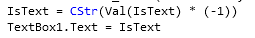 IsText = CStr(Val(IsText) * (-1))
TextBox1.Text = IsText